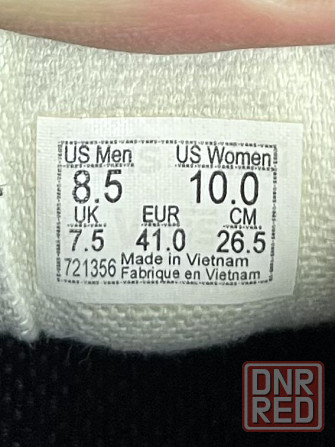 US Men US Women
8.5 10.0
UK EUR CM
7.5 41.0 26.5
721356 Made in Vietnam
Fabrique en Vietnam
DNR
RED